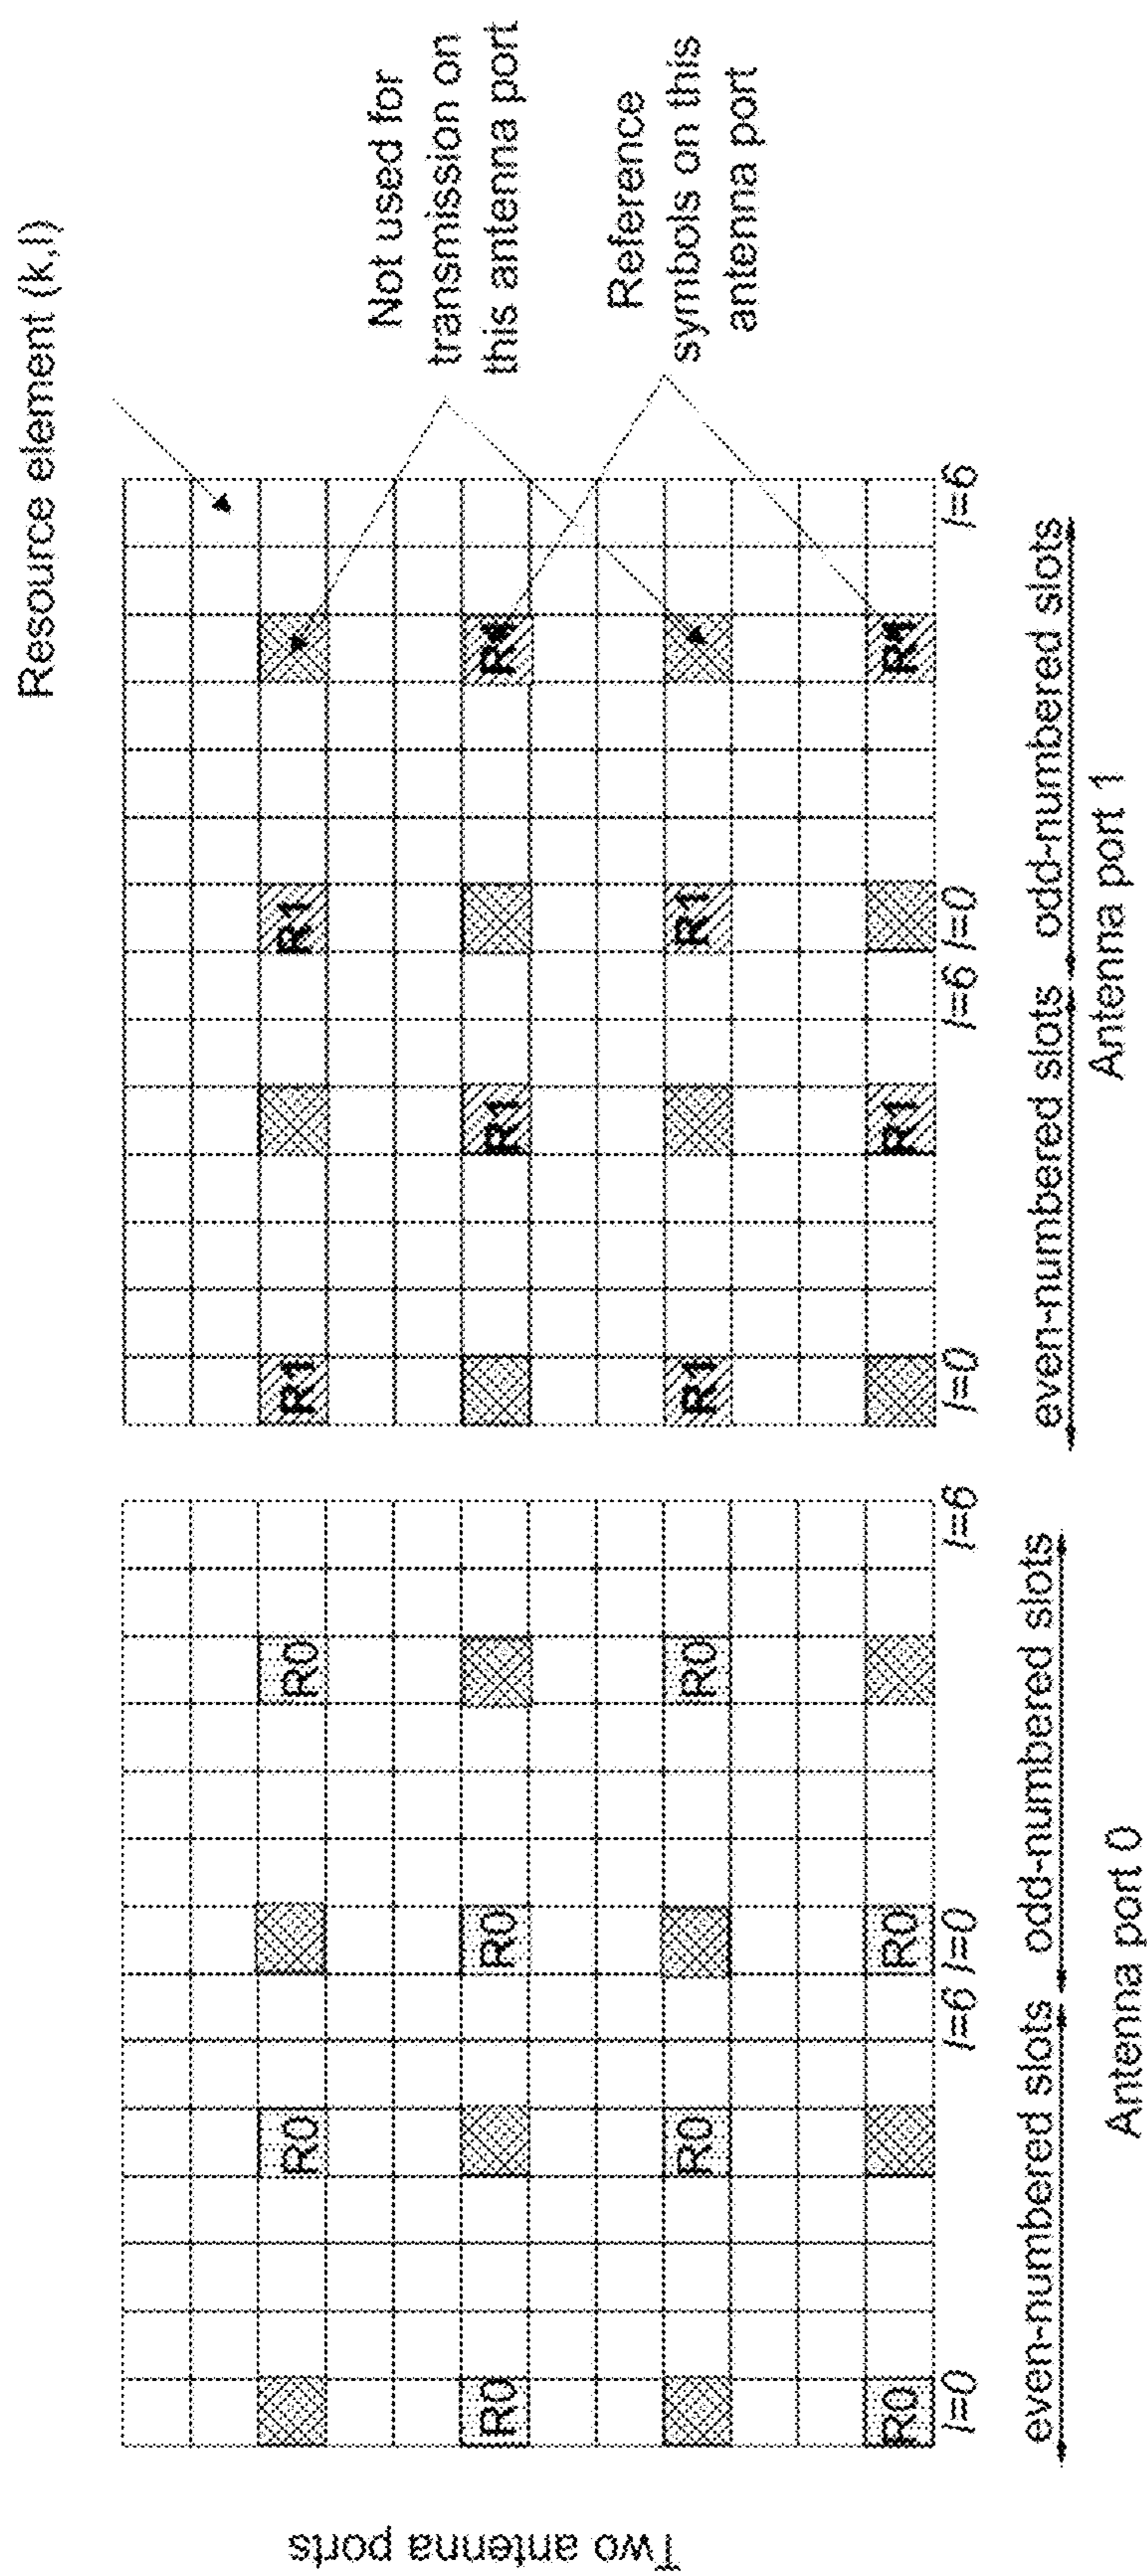 Two antenna ports
Resource element (k,l)
Not used for
transmission on
this antenna port
Reference
symbols on this
antenna port
R0
R0
R1
R1
R0
R0
R1
R1
R0
R0
R1
R1
R0
R0
R1
R1
l=0
l=6
l=0
l=6
l=0
l=6
l=0
l=6
even-numbered slots
odd-numbered slots
even-numbered slots
odd-numbered slots
Antenna port 0
Antenna port 1